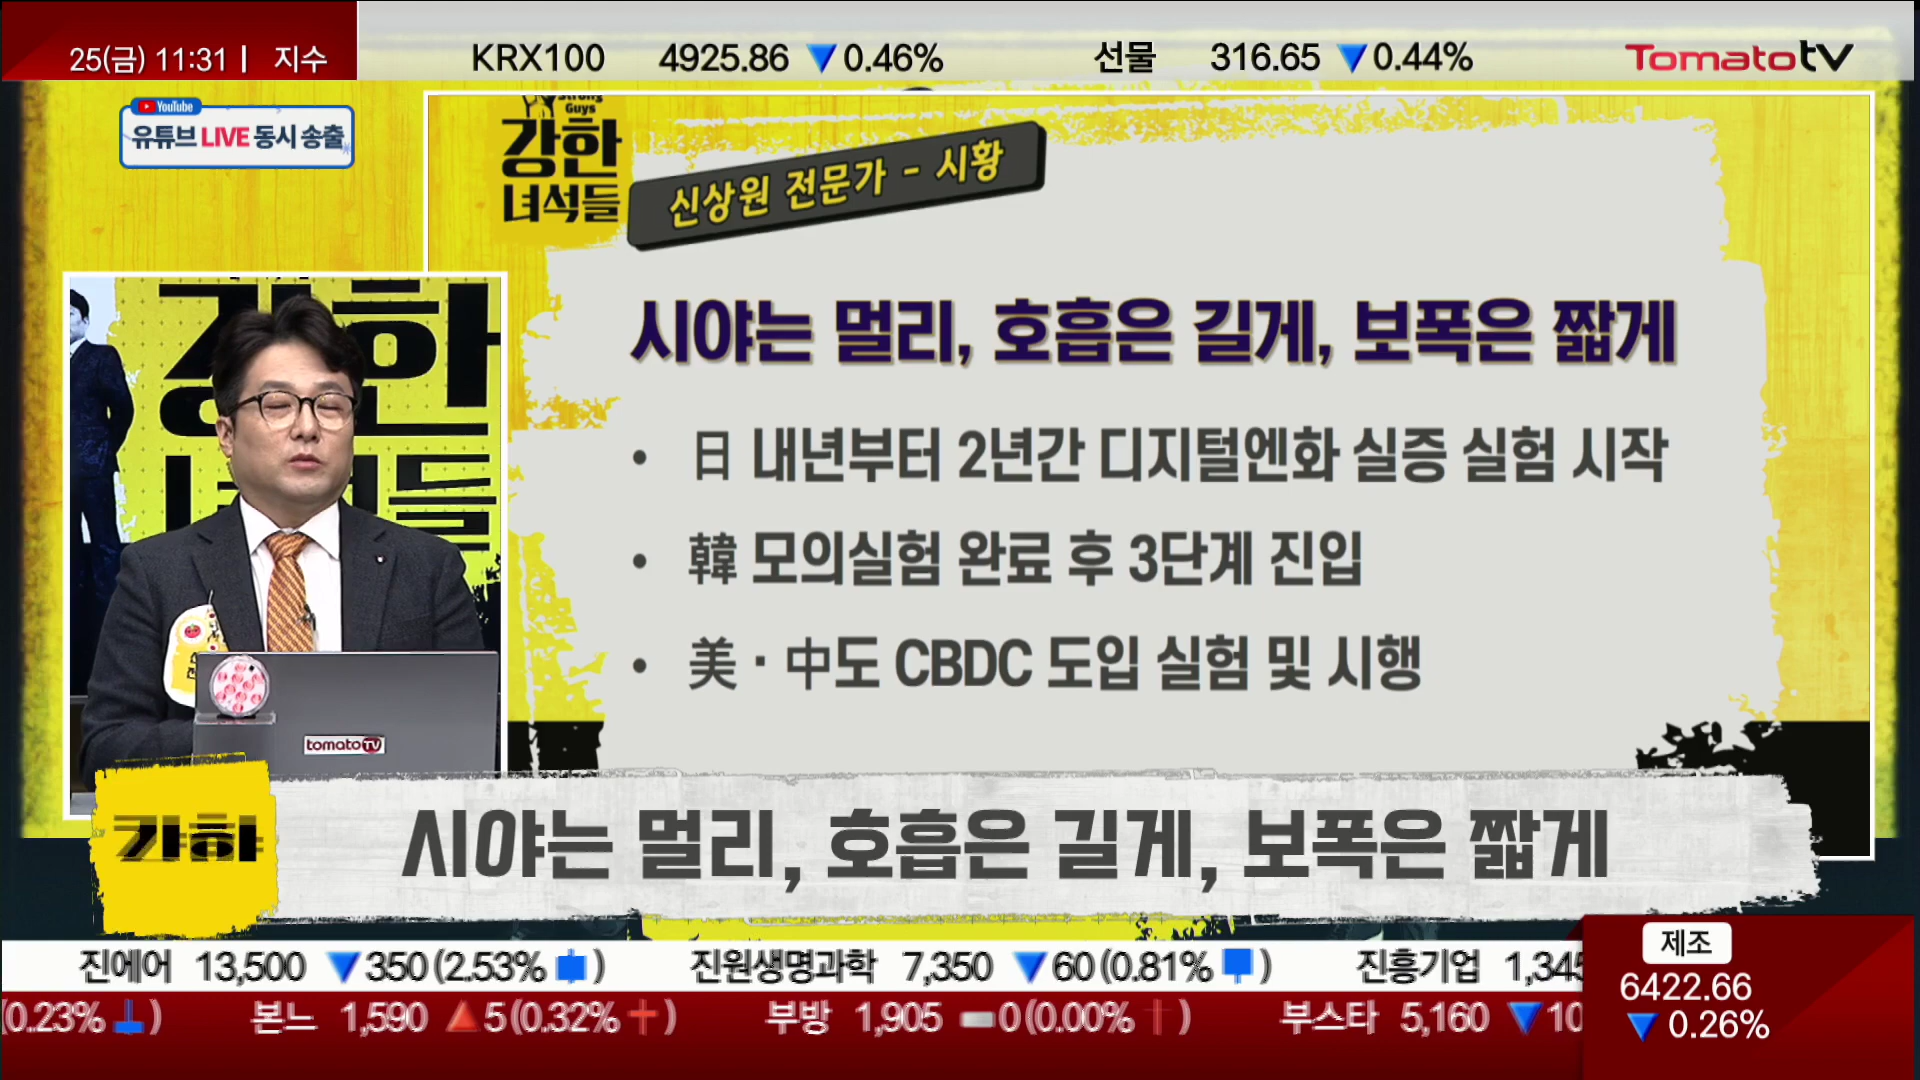 25(금) 11:31 | 지수
KRX100 4925.86 ▼0.46% 선물 316.65 ▼0.44%
Tomatotv
YouTube
유튜브 LIVE 동시 송출
Strong
Guys
강한
녀석들
신상원 전문가 - 시황
시야는 멀리, 호흡은 길게, 보폭은 짧게
• 日 내년부터 2년간 디지털엔화 실증 실험 시작
• 韓 모의실험 완료 후 3단계 진입
• 美·中도 CBDC 도입 실험 및 시행
강한
tomatoTV
시야는 멀리, 호흡은 길게, 보폭은 짧게
진에어 13,500 ▼350(2.53%) 진원생명과학 7,350 ▼60(0.81%) 진흥기업 1,345
(0.23%) 본느 1,590 ▲5(0.32%) 부방 1,905 0(0.00%) 부스타 5,160 ▼10
제조
6422.66
▼0.26%